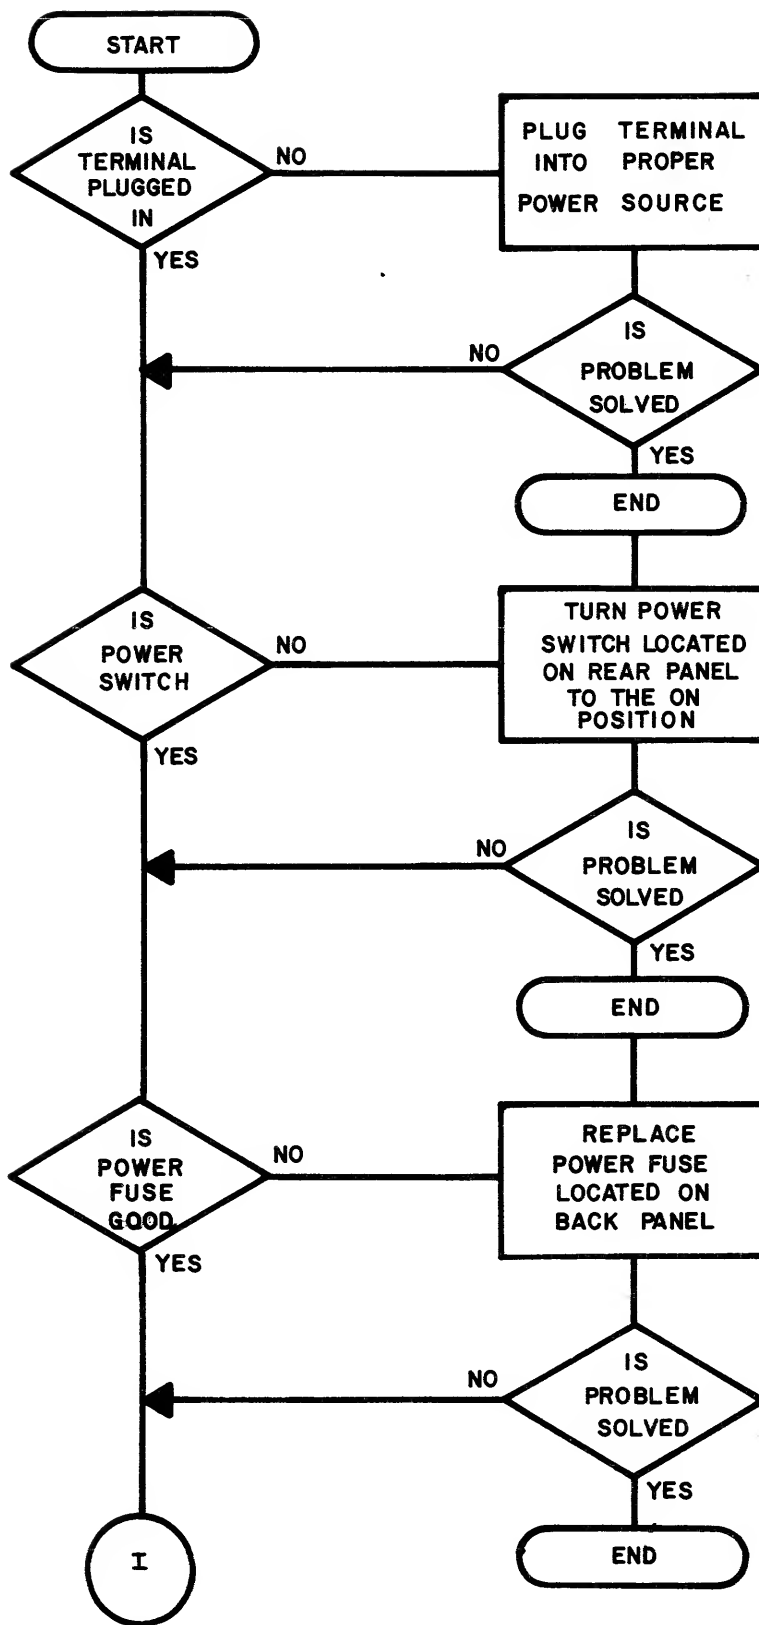 START
IS
TERMINAL
PLUGGED
IN
NO
YES
PLUG TERMINAL
INTO PROPER
POWER SOURCE
IS
PROBLEM
SOLVED
NO
YES
END
IS
POWER
SWITCH
NO
YES
TURN POWER
SWITCH LOCATED
ON REAR PANEL
TO THE ON
POSITION
IS
PROBLEM
SOLVED
NO
YES
END
IS
POWER
FUSE
GOOD
NO
YES
REPLACE
POWER FUSE
LOCATED ON
BACK PANEL
IS
PROBLEM
SOLVED
NO
YES
END
I